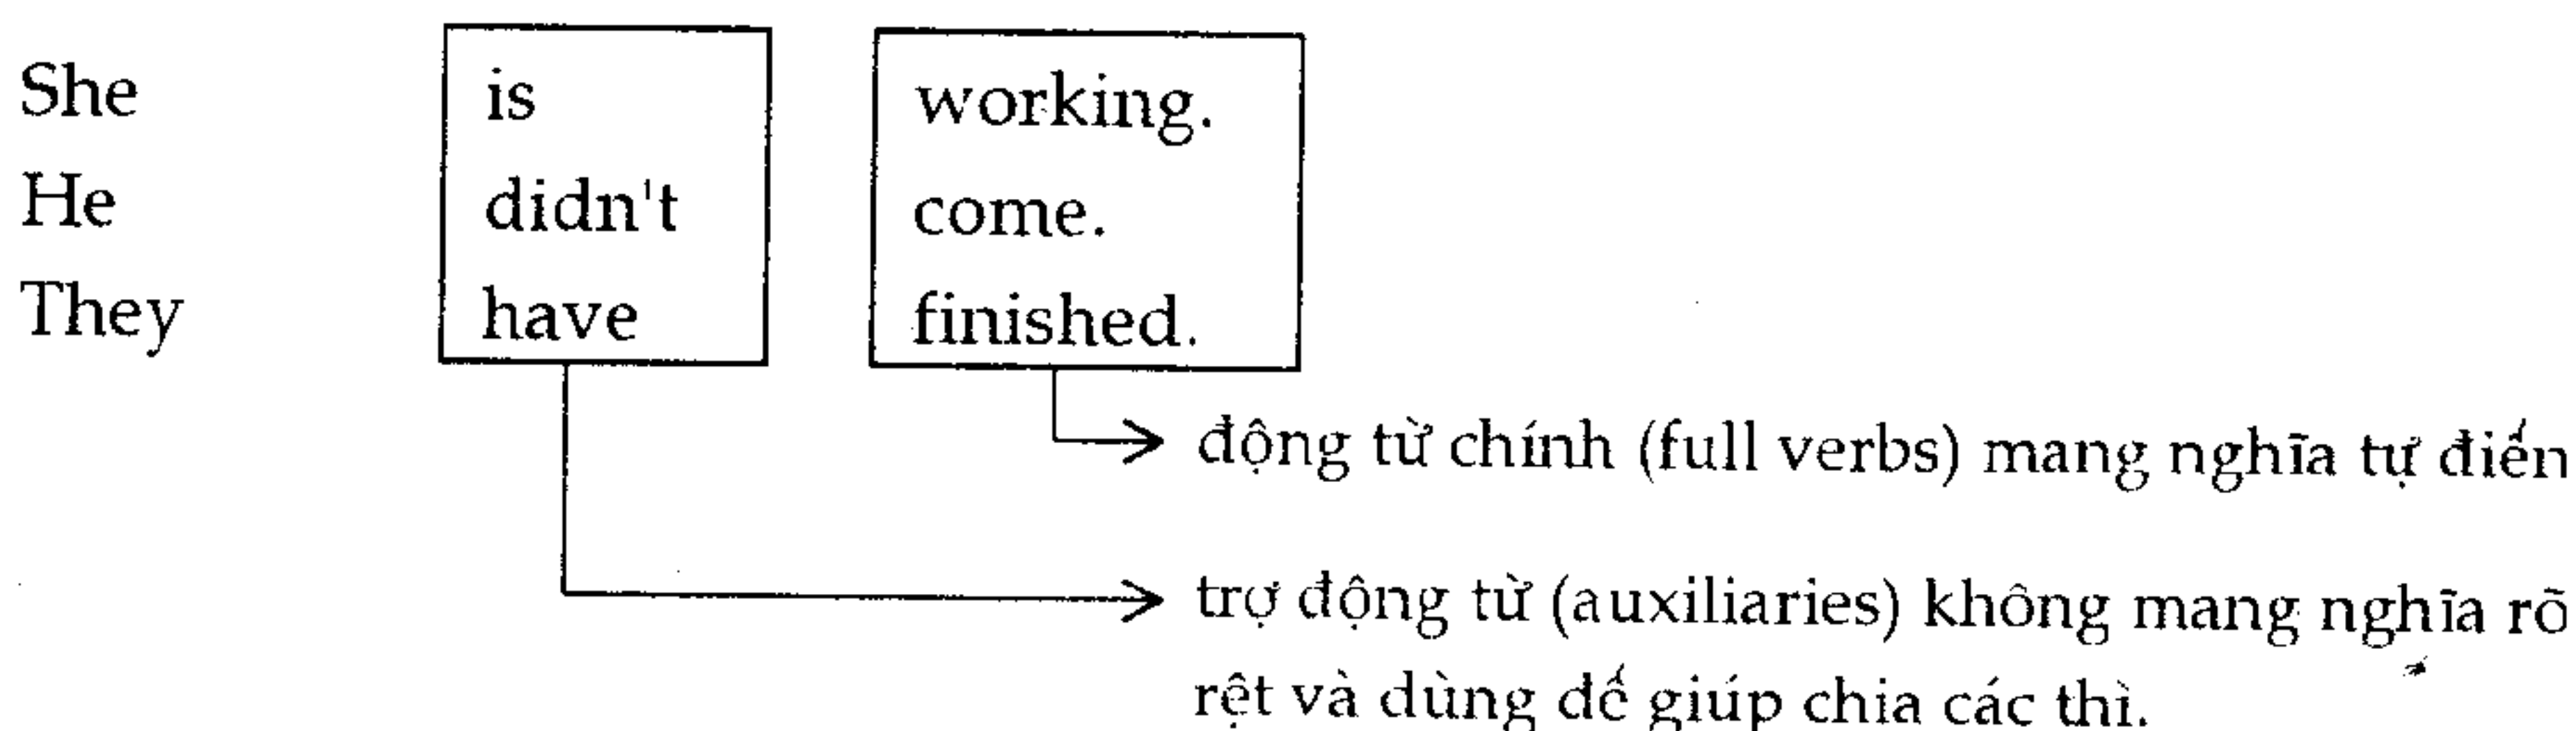 She is working.
He didn't come.
They have finished.
động từ chính (full verbs) mang nghĩa tự điển
trợ động từ (auxiliaries) không mang nghĩa rõ
rệt và dùng để giúp chia các thì.